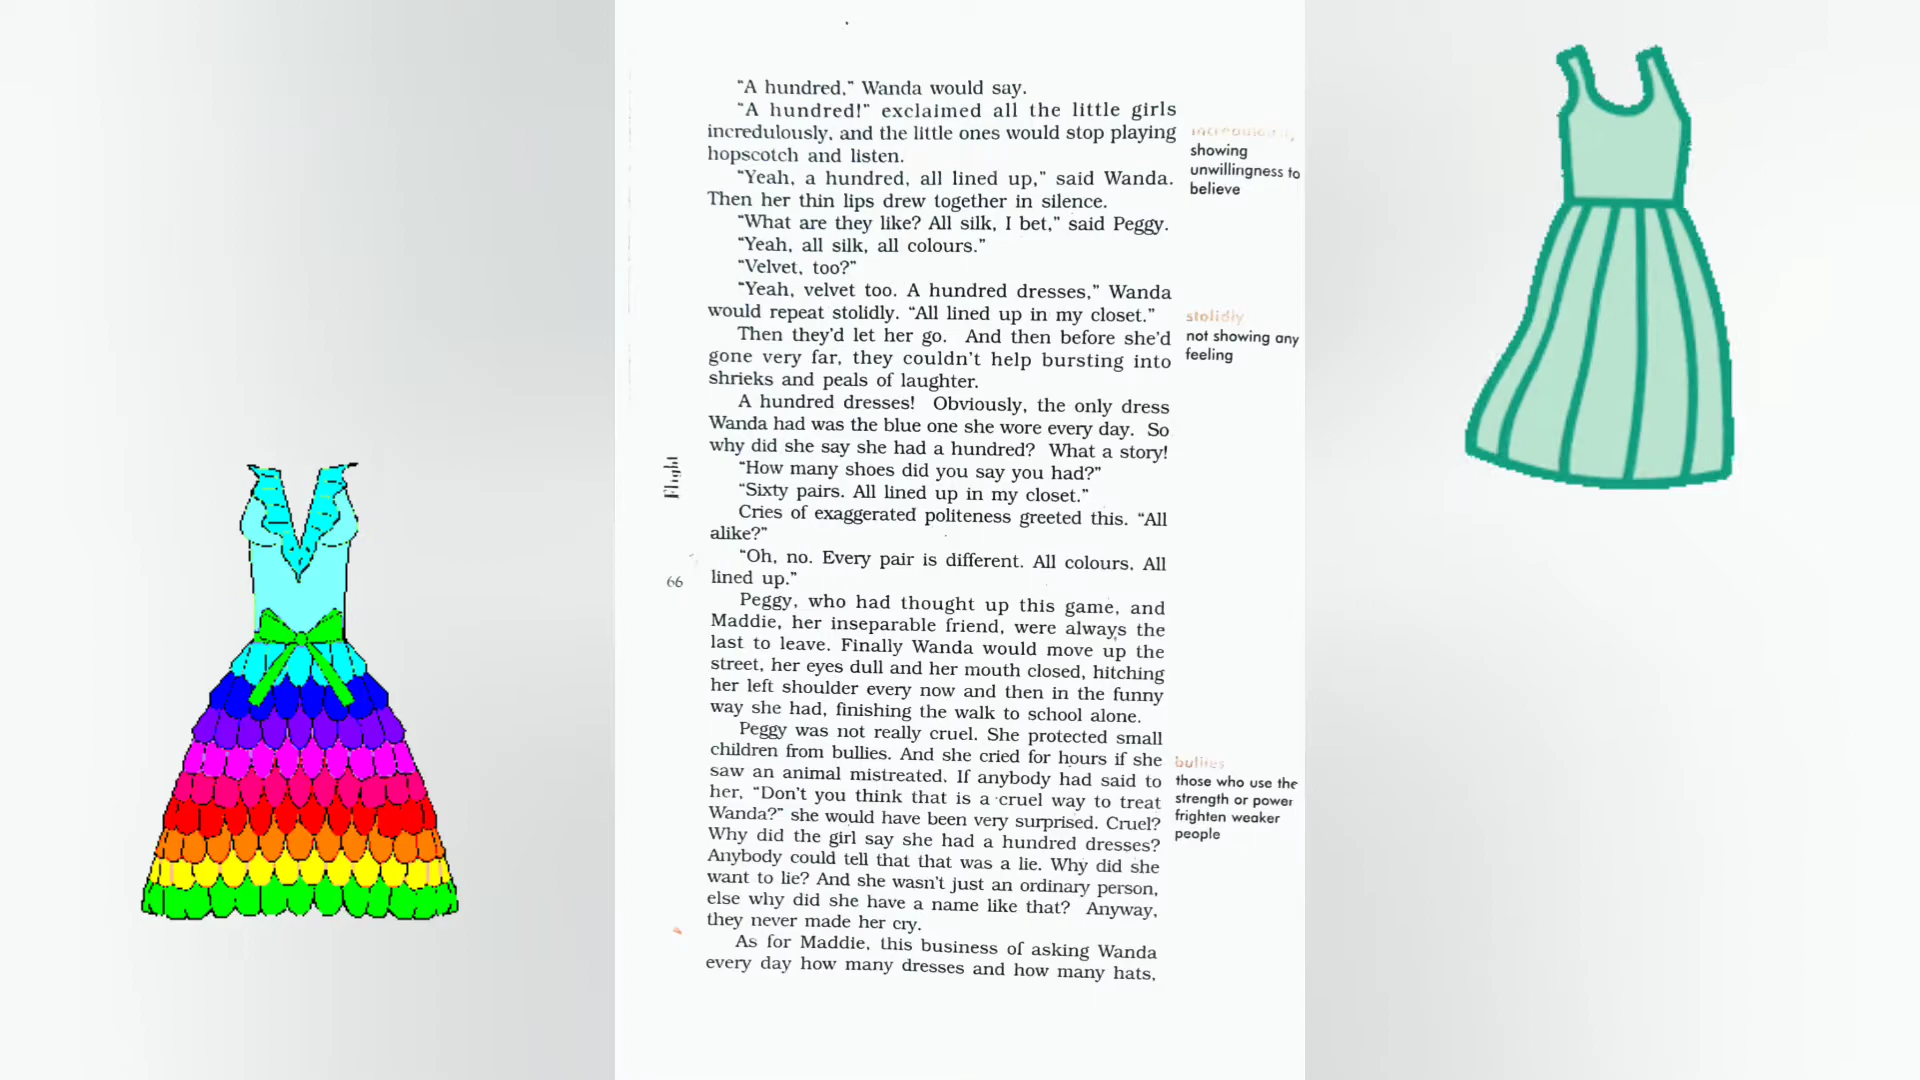 “A hundred,” Wanda would say.
“A hundred!” exclaimed all the little girls
incredulously, and the little ones would stop playing
hopscotch and listen.
“Yeah, a hundred, all lined up,” said Wanda.
Then her thin lips drew together in silence.
“What are they like? All silk, I bet,” said Peggy.
“Yeah, all silk, all colours.”
“Velvet, too?”
“Yeah, velvet too. A hundred dresses,” Wanda
would repeat stolidly. “All lined up in my closet.”
Then they’d let her go. And then before she’d
gone very far, they couldn’t help bursting into
shrieks and peals of laughter.
A hundred dresses! Obviously, the only dress
Wanda had was the blue one she wore every day. So
why did she say she had a hundred? What a story!
“How many shoes did you say you had?”
“Sixty pairs. All lined up in my closet.”
Cries of exaggerated politeness greeted this. “All
alike?”
“Oh, no. Every pair is different. All colours. All
lined up.”
Peggy, who had thought up this game, and
Maddie, her inseparable friend, were always the
last to leave. Finally Wanda would move up the
street, her eyes dull and her mouth closed, hitching
her left shoulder every now and then in the funny
way she had, finishing the walk to school alone.
Peggy was not really cruel. She protected small
children from bullies. And she cried for hours if she
saw an animal mistreated. If anybody had said to
her, “Don’t you think that is a cruel way to treat
Wanda?” she would have been very surprised. Cruel?
Why did the girl say she had a hundred dresses?
Anybody could tell that that was a lie. Why did she
want to lie? And she wasn’t just an ordinary person,
else why did she have a name like that? Anyway,
they never made her cry.
As for Maddie, this business of asking Wanda
every day how many dresses and how many hats,
incredulously
showing
unwillingness to
believe
stolidly
not showing any
feeling
bullies
those who use the
strength or power
frighten weaker
people
Flight
66